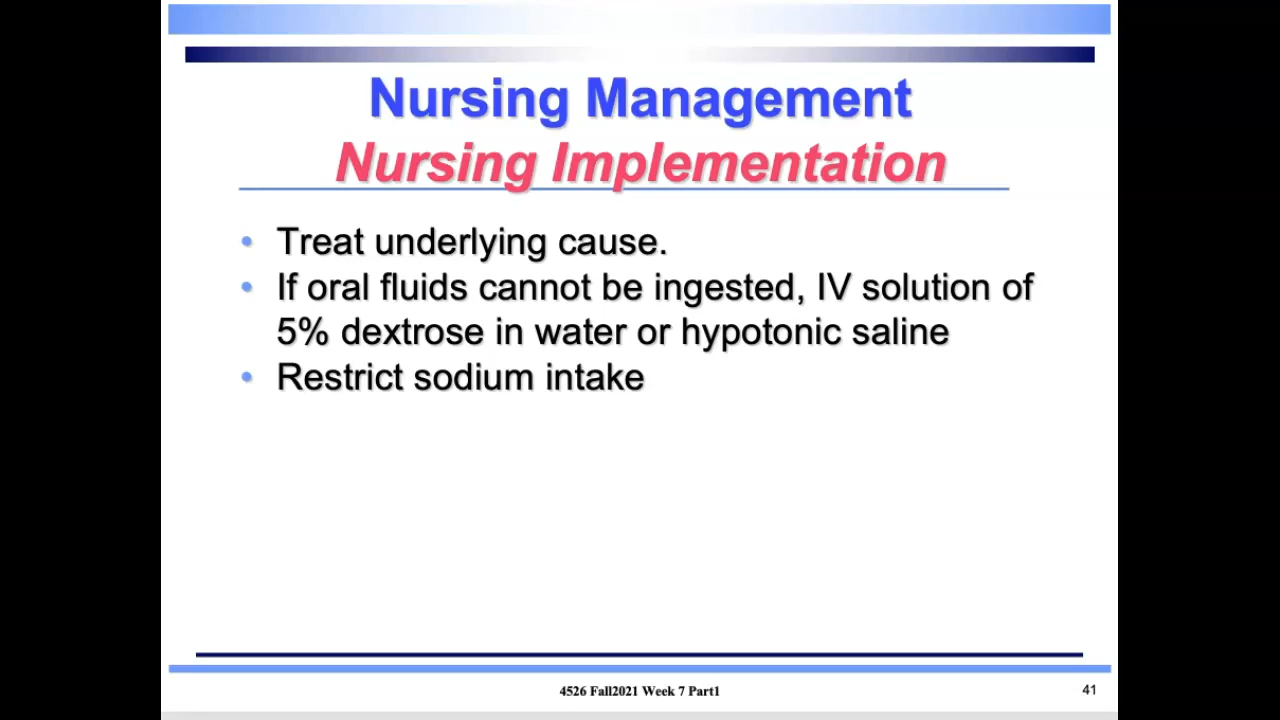 Nursing Management
Nursing Implementation
• Treat underlying cause.
• If oral fluids cannot be ingested, IV solution of
5% dextrose in water or hypotonic saline
• Restrict sodium intake
4526 Fall2021 Week 7 Part1
41